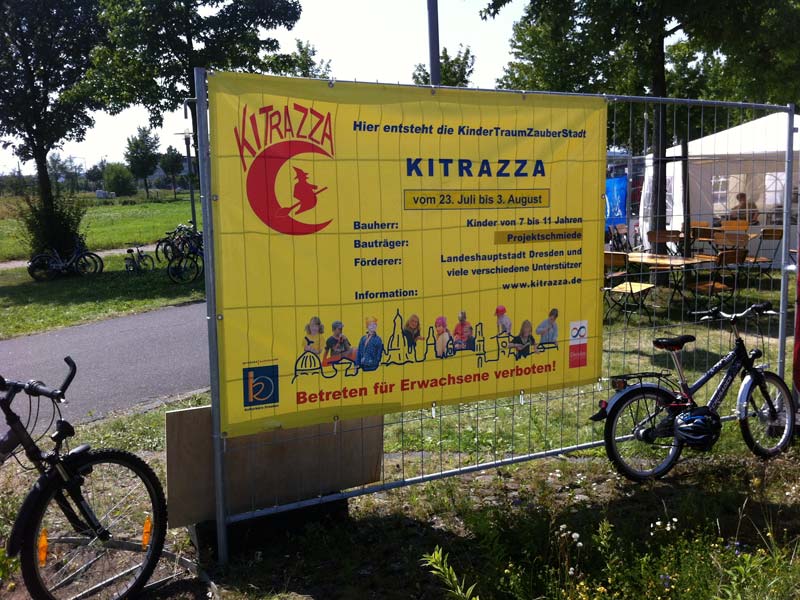 KITRAZZA
Hier entsteht die KinderTraumZauberStadt
KITRAZZA
vom 23. Juli bis 3. August
Bauherr: Kinder von 7 bis 11 Jahren
Bauträger: Projektschmiede
Förderer: Landeshauptstadt Dresden und
viele verschiedene Unterstützer
Information: www.kitrazza.de
Betreten für Erwachsene verboten!